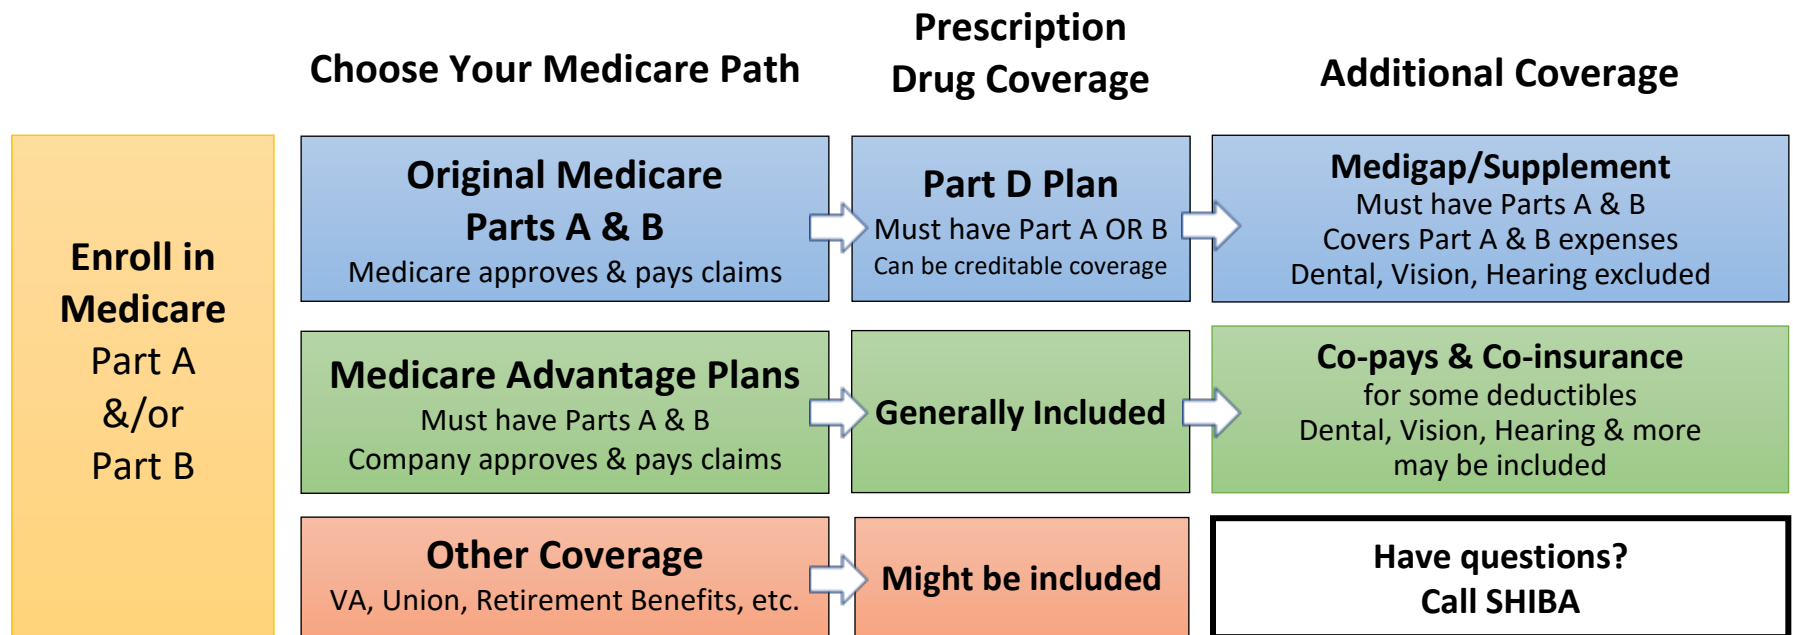 Choose Your Medicare Path
Prescription
Drug Coverage
Additional Coverage
Enroll in
Medicare
Part A
&/or
Part B
Original Medicare
Parts A & B
Medicare approves & pays claims
Part D Plan
Must have Part A OR B
Can be creditable coverage
Medigap/Supplement
Must have Parts A & B
Covers Part A & B expenses
Dental, Vision, Hearing excluded
Medicare Advantage Plans
Must have Parts A & B
Company approves & pays claims
Generally Included
Co-pays & Co-insurance
for some deductibles
Dental, Vision, Hearing & more
may be included
Other Coverage
VA, Union, Retirement Benefits, etc.
Might be included
Have questions?
Call SHIBA